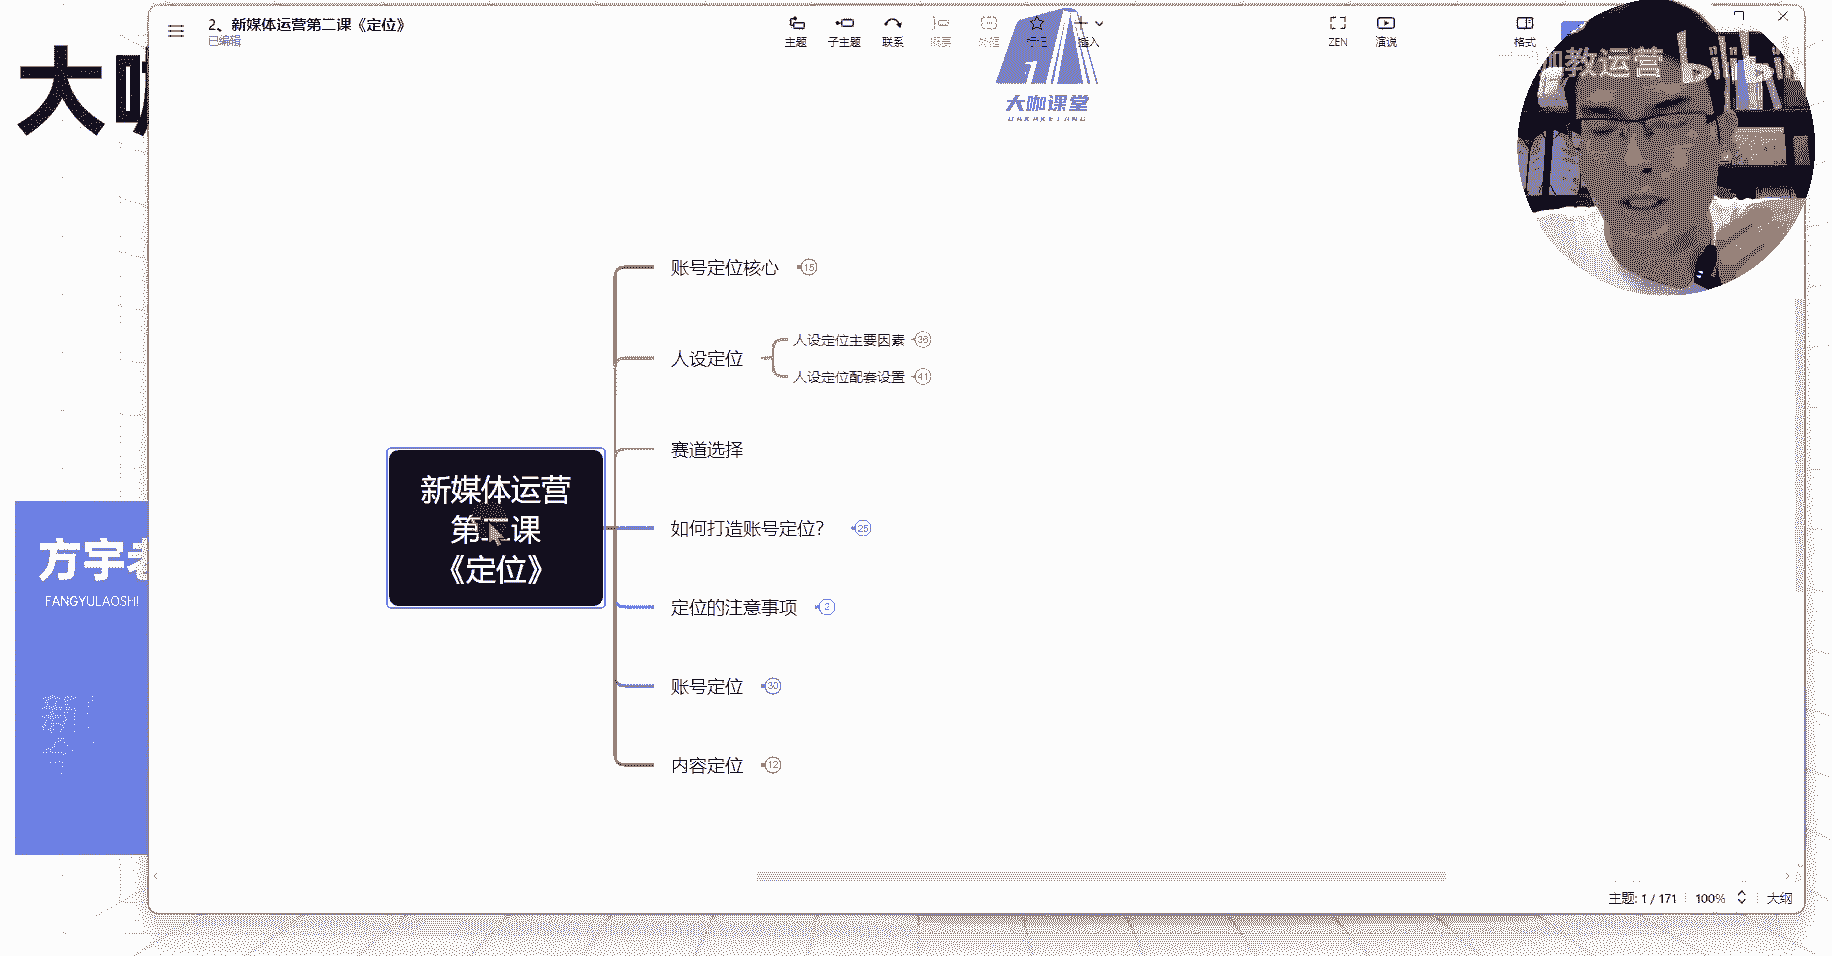 2、新媒体运营第二课《定位》
已编辑
主题
子主题
联系
概要
外框
插入
ZEN
演说
格式
大咖课堂
DAKAKETANG
教运营 bilibili
大
方宇老
FANGYULAOSHI
账号定位核心 15
人设定位
人设定位主要因素 36
人设定位配套设置 41
赛道选择
新媒体运营
第二课
《定位》
如何打造账号定位? 25
定位的注意事项 2
账号定位 30
内容定位 12
主题: 1 / 171
100%
大纲